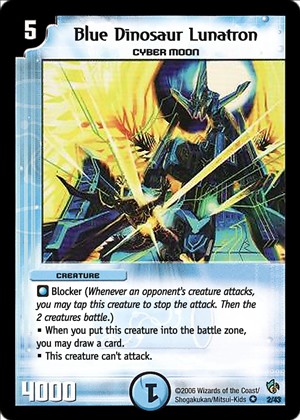 5 Blue Dinosaur Lunatron
CYBER MOON
CREATURE
Blocker (Whenever an opponent's creature attacks,
you may tap this creature to stop the attack. Then the
2 creatures battle.)
▪ When you put this creature into the battle zone,
you may draw a card.
▪ This creature can't attack.
4000
1
©2006 Wizards of the Coast/
Shogakukan/Mitsui-Kids 2/43